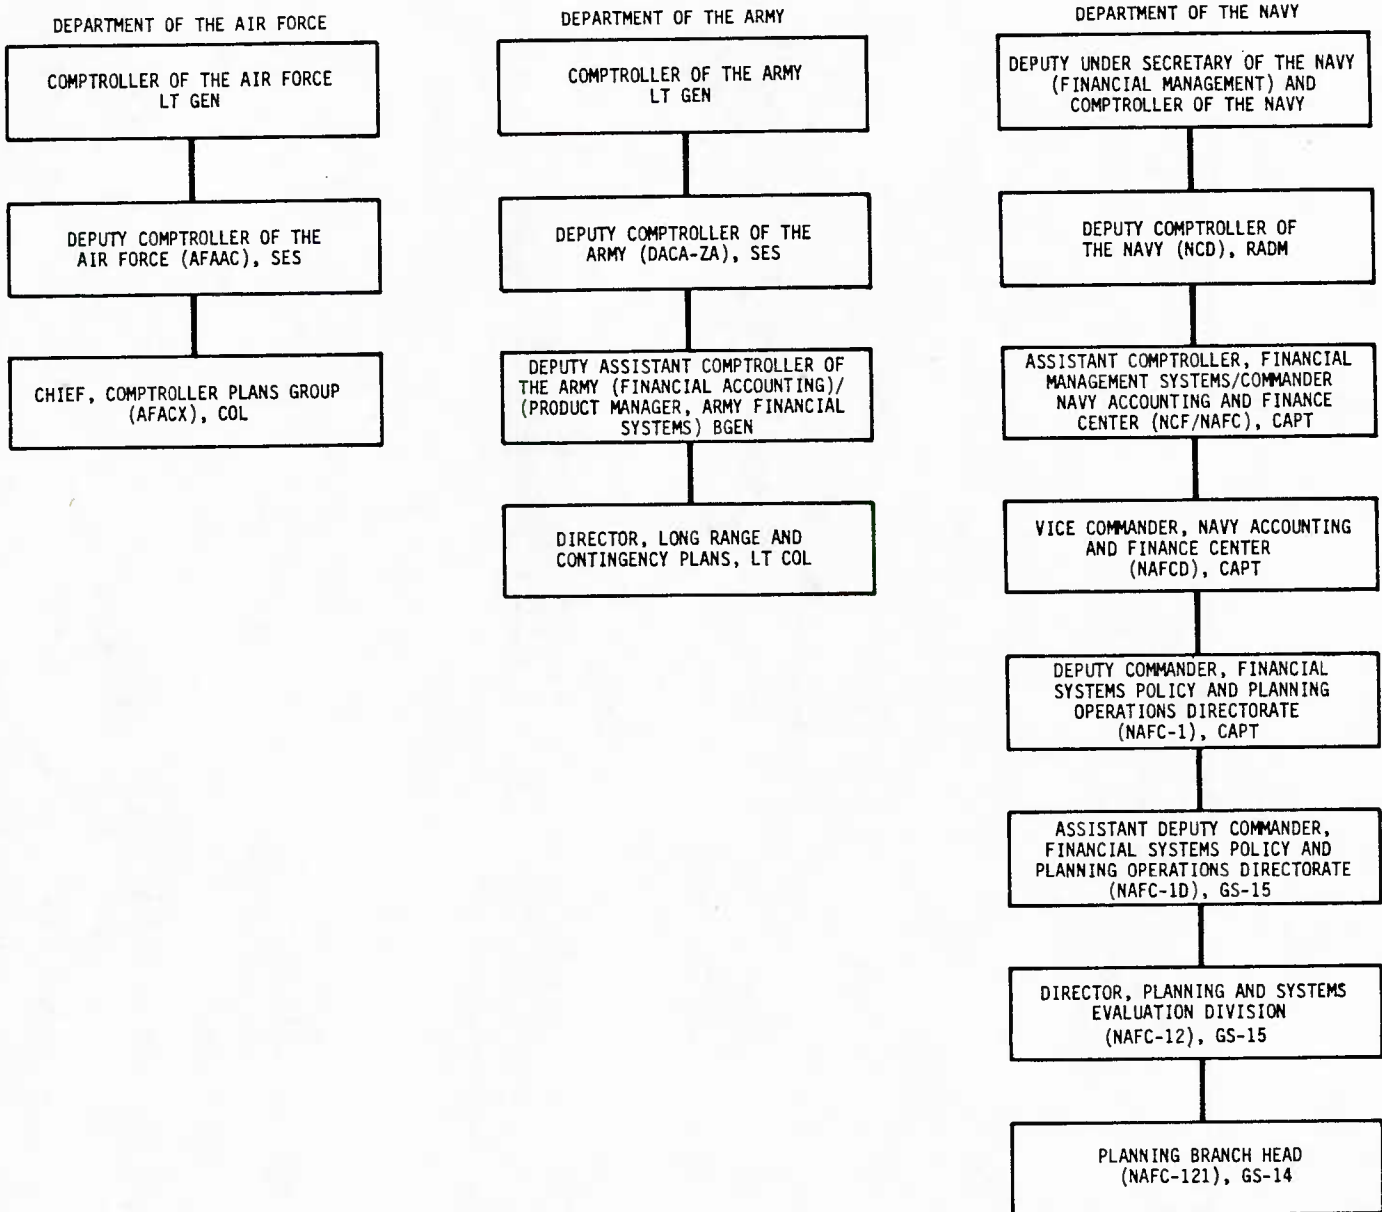 DEPARTMENT OF THE AIR FORCE
COMPTROLLER OF THE AIR FORCE
LT GEN
DEPUTY COMPTROLLER OF THE
AIR FORCE (AFAAC), SES
CHIEF, COMPTROLLER PLANS GROUP
(AFACX), COL
DEPARTMENT OF THE ARMY
COMPTROLLER OF THE ARMY
LT GEN
DEPUTY COMPTROLLER OF THE
ARMY (DACA-ZA), SES
DEPUTY ASSISTANT COMPTROLLER OF
THE ARMY (FINANCIAL ACCOUNTING)/
(PRODUCT MANAGER, ARMY FINANCIAL
SYSTEMS) BGEN
DIRECTOR, LONG RANGE AND
CONTINGENCY PLANS, LT COL
DEPARTMENT OF THE NAVY
DEPUTY UNDER SECRETARY OF THE NAVY
(FINANCIAL MANAGEMENT) AND
COMPTROLLER OF THE NAVY
DEPUTY COMPTROLLER OF
THE NAVY (NCD), RADM
ASSISTANT COMPTROLLER, FINANCIAL
MANAGEMENT SYSTEMS/COMMANDER
NAVY ACCOUNTING AND FINANCE
CENTER (NCF/NAFC), CAPT
VICE COMMANDER, NAVY ACCOUNTING
AND FINANCE CENTER
(NAFCD), CAPT
DEPUTY COMMANDER, FINANCIAL
SYSTEMS POLICY AND PLANNING
OPERATIONS DIRECTORATE
(NAFC-1), CAPT
ASSISTANT DEPUTY COMMANDER,
FINANCIAL SYSTEMS POLICY AND
PLANNING OPERATIONS DIRECTORATE
(NAFC-1D), GS-15
DIRECTOR, PLANNING AND SYSTEMS
EVALUATION DIVISION
(NAFC-12), GS-15
PLANNING BRANCH HEAD
(NAFC-121), GS-14